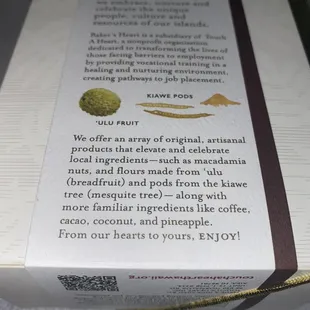 embrace, nurture and
celebrate the unique
people, culture and
resources of our islands.
Baker's Heart is a subsidiary of Touch
A Heart, a nonprofit organization
dedicated to transforming the lives of
those facing barriers to employment
by providing vocational training in a
healing and nurturing environment,
creating pathways to job placement.
KIAWE PODS
'ULU FRUIT
We offer an array of original, artisanal
products that elevate and celebrate
local ingredients—such as macadamia
nuts, and flours made from 'ulu
(breadfruit) and pods from the kiawe
tree (mesquite tree) — along with
more familiar ingredients like coffee,
cacao, coconut, and pineapple.
From our hearts to yours, ENJOY!
touchaheart​hawaii.org